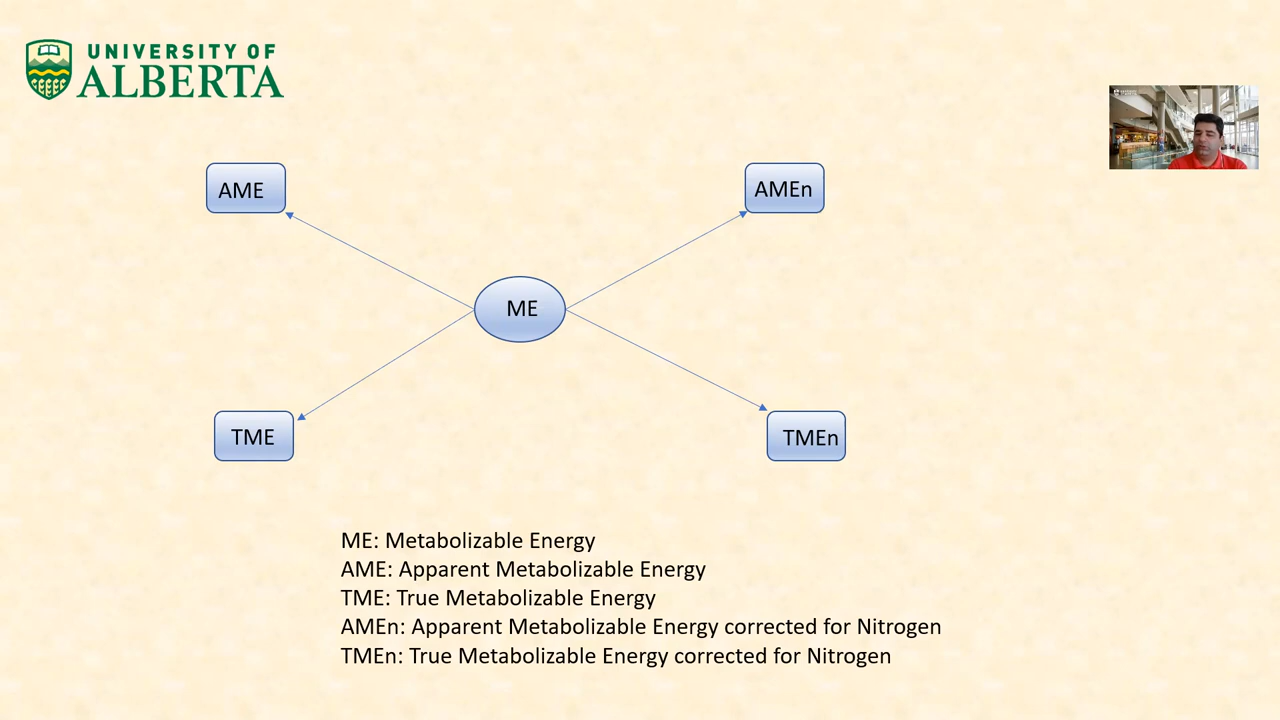 UNIVERSITY OF
ALBERTA
AME
AMEn
ME
TME
TMEn
ME: Metabolizable Energy
AME: Apparent Metabolizable Energy
TME: True Metabolizable Energy
AMEn: Apparent Metabolizable Energy corrected for Nitrogen
TMEn: True Metabolizable Energy corrected for Nitrogen